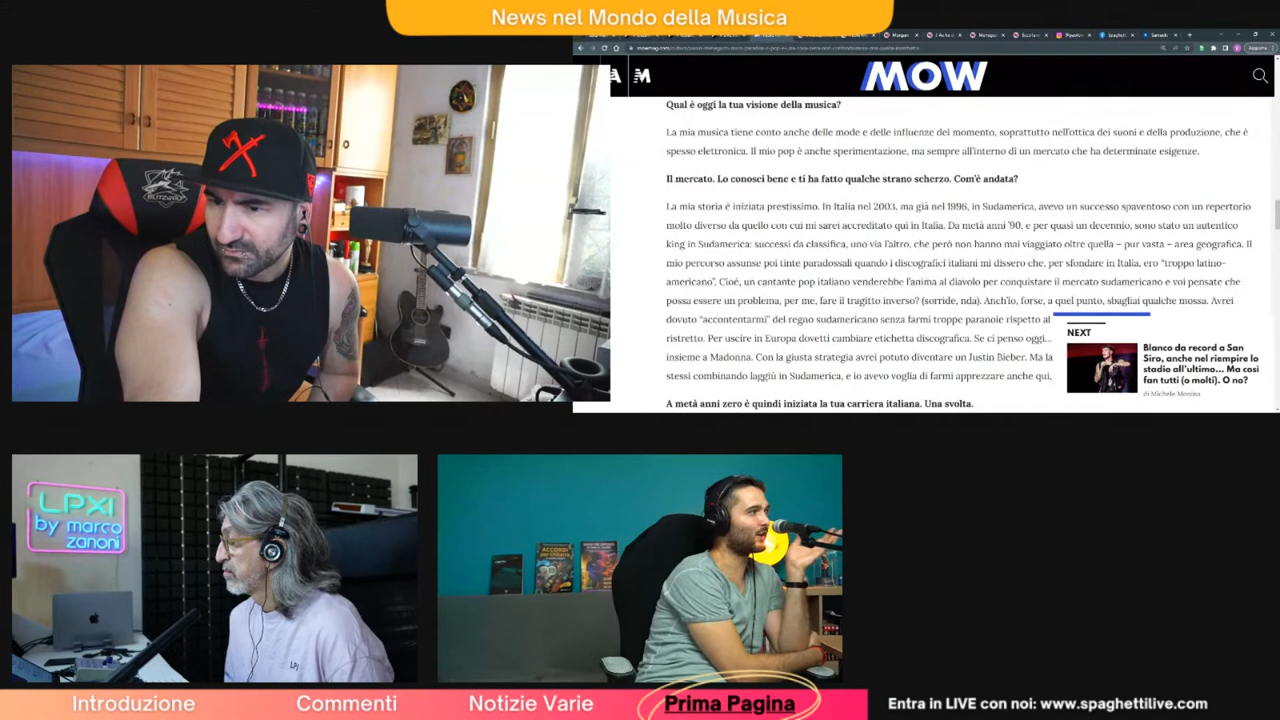 News nel Mondo della Musica
MOW
Qual è oggi la tua visione della musica?
La mia musica tiene conto anche delle mode e delle influenze del momento, soprattutto nell'ottica dei suoni e della produzione, che è
spesso elettronica. Il mio pop è anche sperimentazione, ma sempre all'interno di un mercato che ha determinate esigenze.
Il mercato. Lo conosci bene e ti ha fatto qualche strano scherzo. Com'è andata?
La mia storia è iniziata prestissimo. In Italia nel 2003, ma già nel 1996, in Sudamerica, avevo un successo spaventoso con un repertorio
molto diverso da quello con cui mi sarei accreditato qui in Italia. Da metà anni '90, e per quasi un decennio, sono stato un autentico
king in Sudamerica: successi da classifica, uno via l'altro, che però non hanno mai viaggiato oltre quella – pur vasta – area geografica. Il
mio percorso assunse poi tinte paradossali quando i discografici italiani mi dissero che, per sfondare in Italia, ero "troppo latino-
americano". Cioè, un cantante pop italiano venderebbe l'anima al diavolo per conquistare il mercato sudamericano e voi pensate che
possa essere un problema, per me, fare il tragitto inverso? (sorride, nda). Anch'io, forse, a quel punto, sbagliai qualche mossa. Avrei
dovuto "accontentarmi" del regno sudamericano senza farmi troppe paranoie rispetto al
ristretto. Per uscire in Europa dovetti cambiare etichetta discografica. Se ci penso oggi...
insieme a Madonna. Con la giusta strategia avrei potuto diventare un Justin Bieber. Ma la
stessi combinando laggiù in Sudamerica, e io avevo voglia di farmi apprezzare anche qui,
A metà anni zero è quindi iniziata la tua carriera italiana. Una svolta.
NEXT
Blanco da record a San
Siro, anche nel riempire lo
stadio all'ultimo... Ma così
fan tutti (o molti). O no?
di Michele Monina
LPXI
by marco
zanoni
ACCORDI
Introduzione
Commenti
Notizie Varie
Prima Pagina
Entra in LIVE con noi: www.spaghettilive.com